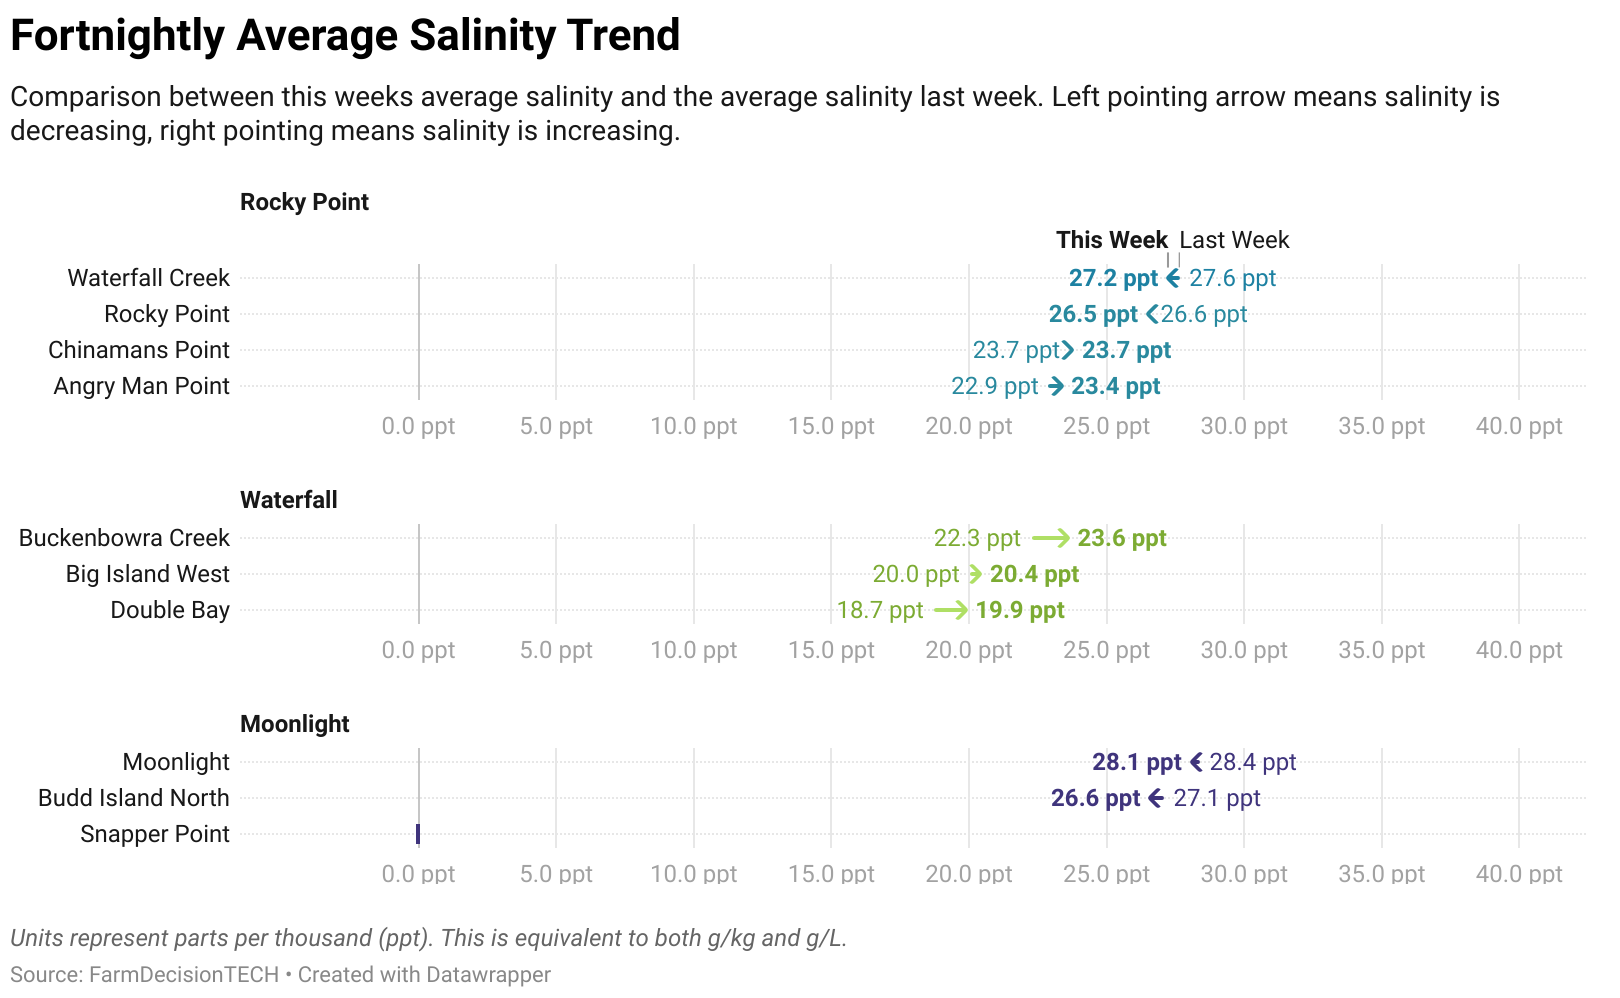 Fortnightly Average Salinity Trend
Comparison between this weeks average salinity and the average salinity last week. Left pointing arrow means salinity is
decreasing, right pointing means salinity is increasing.
Rocky Point
This Week Last Week
Waterfall Creek 27.2 ppt 27.6 ppt
Rocky Point 26.5 ppt 26.6 ppt
Chinamans Point 23.7 ppt 23.7 ppt
Angry Man Point 22.9 ppt 23.4 ppt
0.0 ppt 5.0 ppt 10.0 ppt 15.0 ppt 20.0 ppt 25.0 ppt 30.0 ppt 35.0 ppt 40.0 ppt
Waterfall
Buckenbowra Creek 22.3 ppt 23.6 ppt
Big Island West 20.0 ppt 20.4 ppt
Double Bay 18.7 ppt 19.9 ppt
0.0 ppt 5.0 ppt 10.0 ppt 15.0 ppt 20.0 ppt 25.0 ppt 30.0 ppt 35.0 ppt 40.0 ppt
Moonlight
Moonlight 28.1 ppt 28.4 ppt
Budd Island North 26.6 ppt 27.1 ppt
Snapper Point
0.0 ppt 5.0 ppt 10.0 ppt 15.0 ppt 20.0 ppt 25.0 ppt 30.0 ppt 35.0 ppt 40.0 ppt
Units represent parts per thousand (ppt). This is equivalent to both g/kg and g/L.
Source: FarmDecisionTECH • Created with Datawrapper